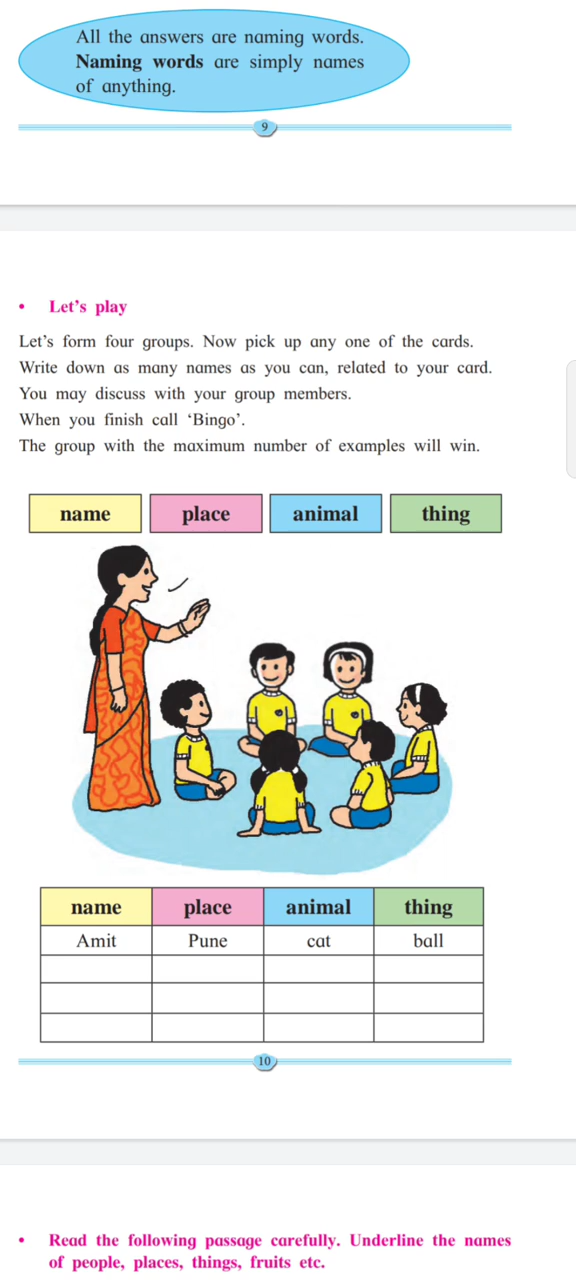 All the answers are naming words.
Naming words are simply names
of anything.
9
• Let's play
Let's form four groups. Now pick up any one of the cards.
Write down as many names as you can, related to your card.
You may discuss with your group members.
When you finish call ‘Bingo’.
The group with the maximum number of examples will win.
name place animal thing
name place animal thing
Amit Pune cat ball
10
• Read the following passage carefully. Underline the names
of people, places, things, fruits etc.